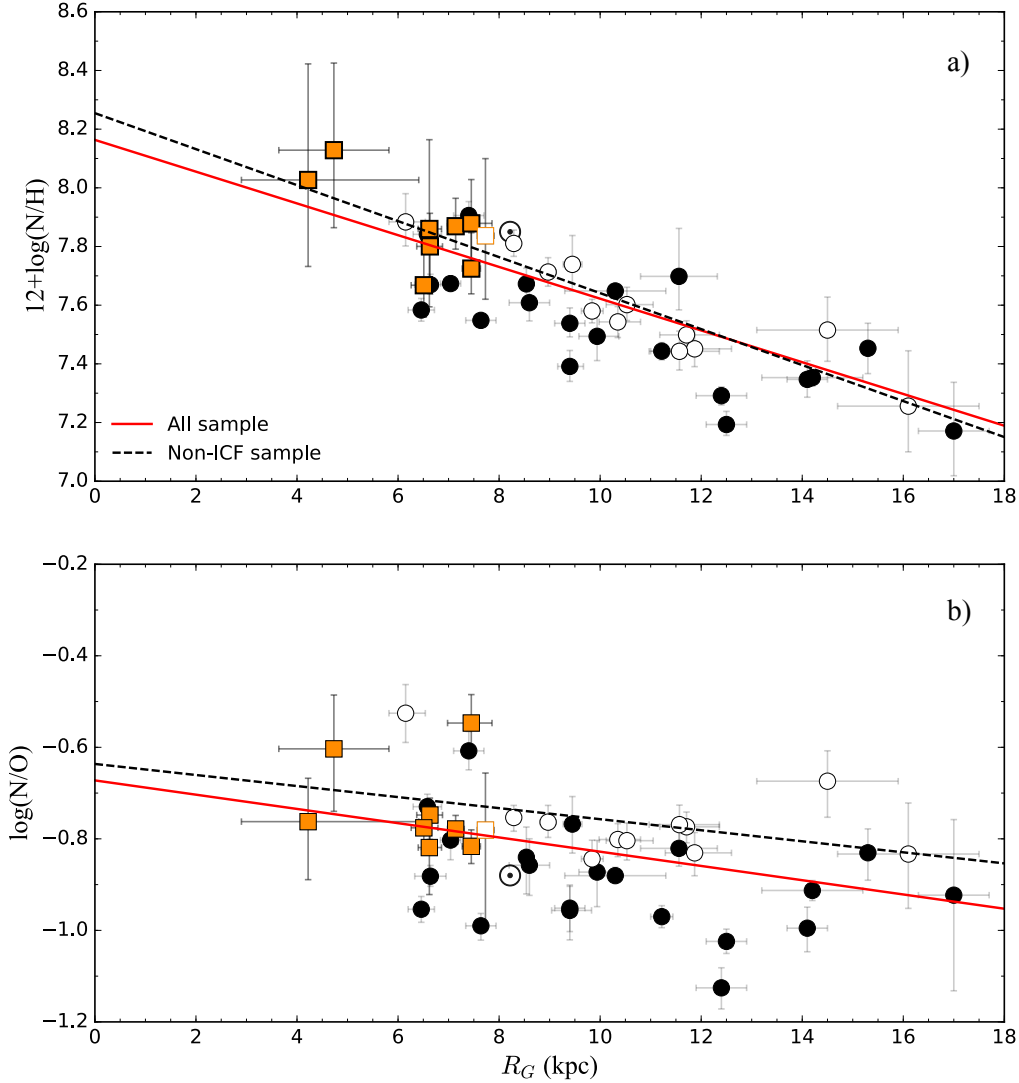 8.6
8.4
8.2
8.0
7.8
7.6
7.4
7.2
7.0
12+log(N/H)
a)
All sample
Non-ICF sample
0 2 4 6 8 10 12 14 16 18
−0.2
−0.4
−0.6
−0.8
−1.0
−1.2
log(N/O)
b)
0 2 4 6 8 10 12 14 16 18
R_G (kpc)